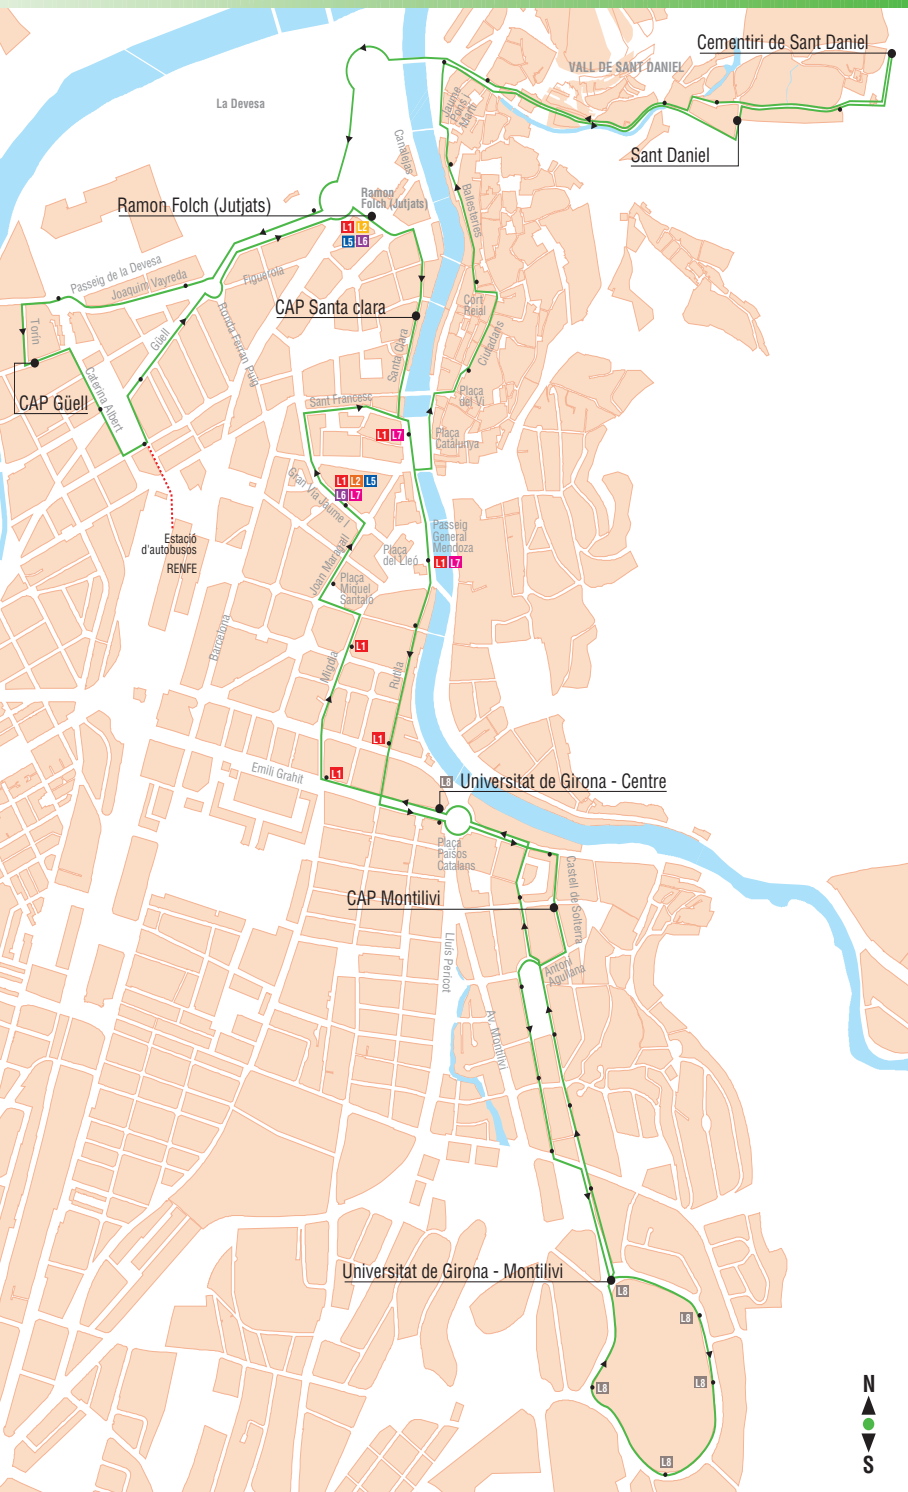 Cementiri de Sant Daniel
VALL DE SANT DANIEL
La Devesa
Jaume
Pons i
Martí
Canalejas
Sant Daniel
Ramon Folch (Jutjats)
Ramon
Folch (Jutjats)
L1 L2
L5 L6
Ballesteries
Passeig de la Devesa
Joaquim Vayreda
Figuerola
CAP Santa clara
Cort
Reial
Torín
Güell
Ronda Ferran Puig
Santa Clara
Ciutadans
CAP Güell
Caterina Albert
Sant Francesc
Plaça
del Vi
L1 L7
Plaça
Catalunya
L1 L2 L5
L6 L7
Gran Via Jaume I
Estació
d'autobusos
RENFE
Passeig
General
Mendoza
Plaça
del Lleó
L1 L7
Joan Maragall
Plaça
Miquel
Santaló
Barcelona
L1
Migdia
Rutlla
L1
L1
Emili Grahit
L8 Universitat de Girona - Centre
Plaça
Països
Catalans
Castell de Solterra
CAP Montilivi
Lluís Pericot
Antoni
Agullana
Av. Montilivi
Universitat de Girona - Montilivi
L8
L8
L8
L8
L8
N
S